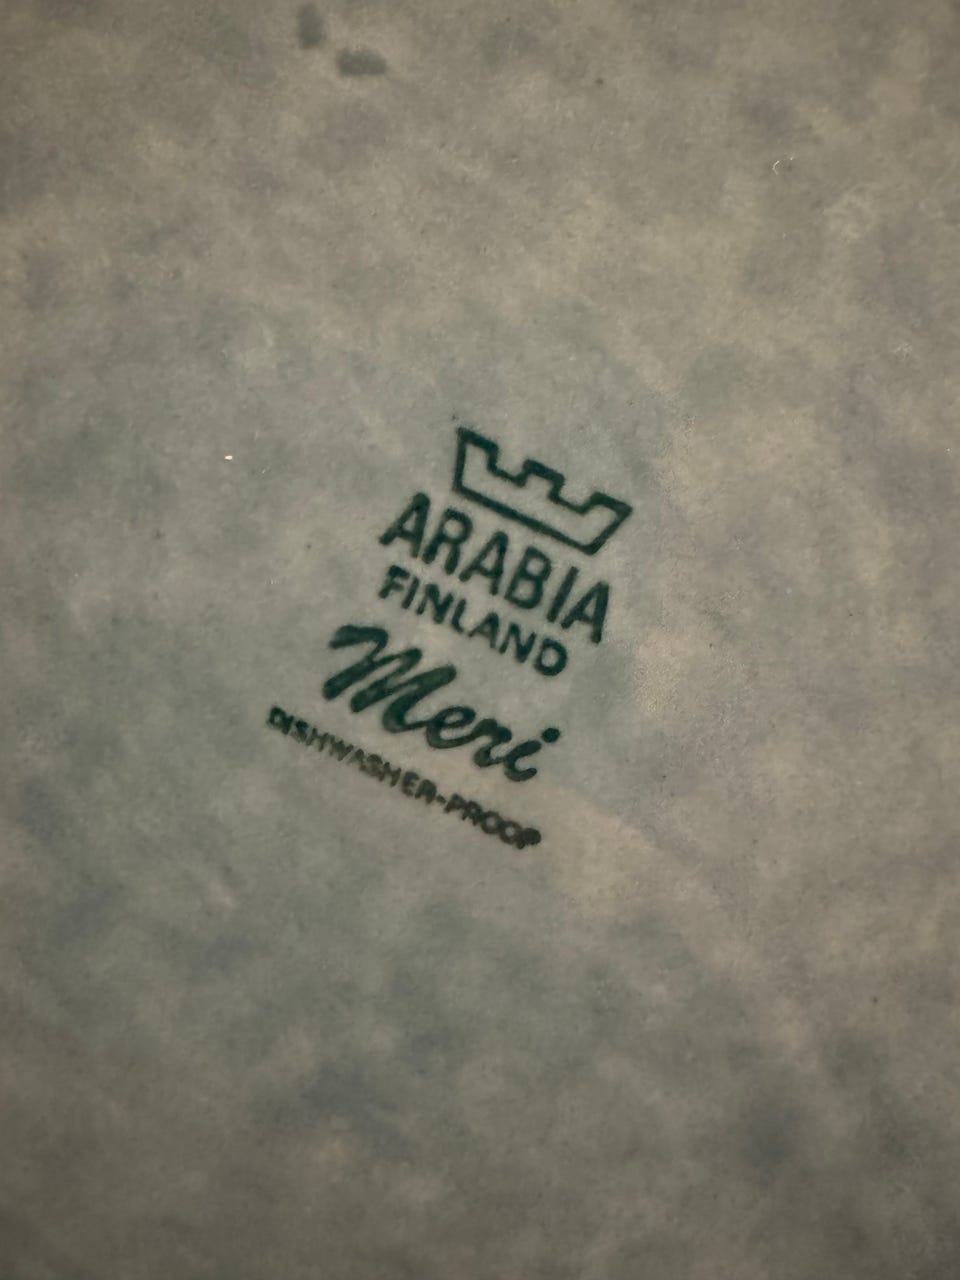 ARABIA
FINLAND
Meri
DISHWASHER-PROOF